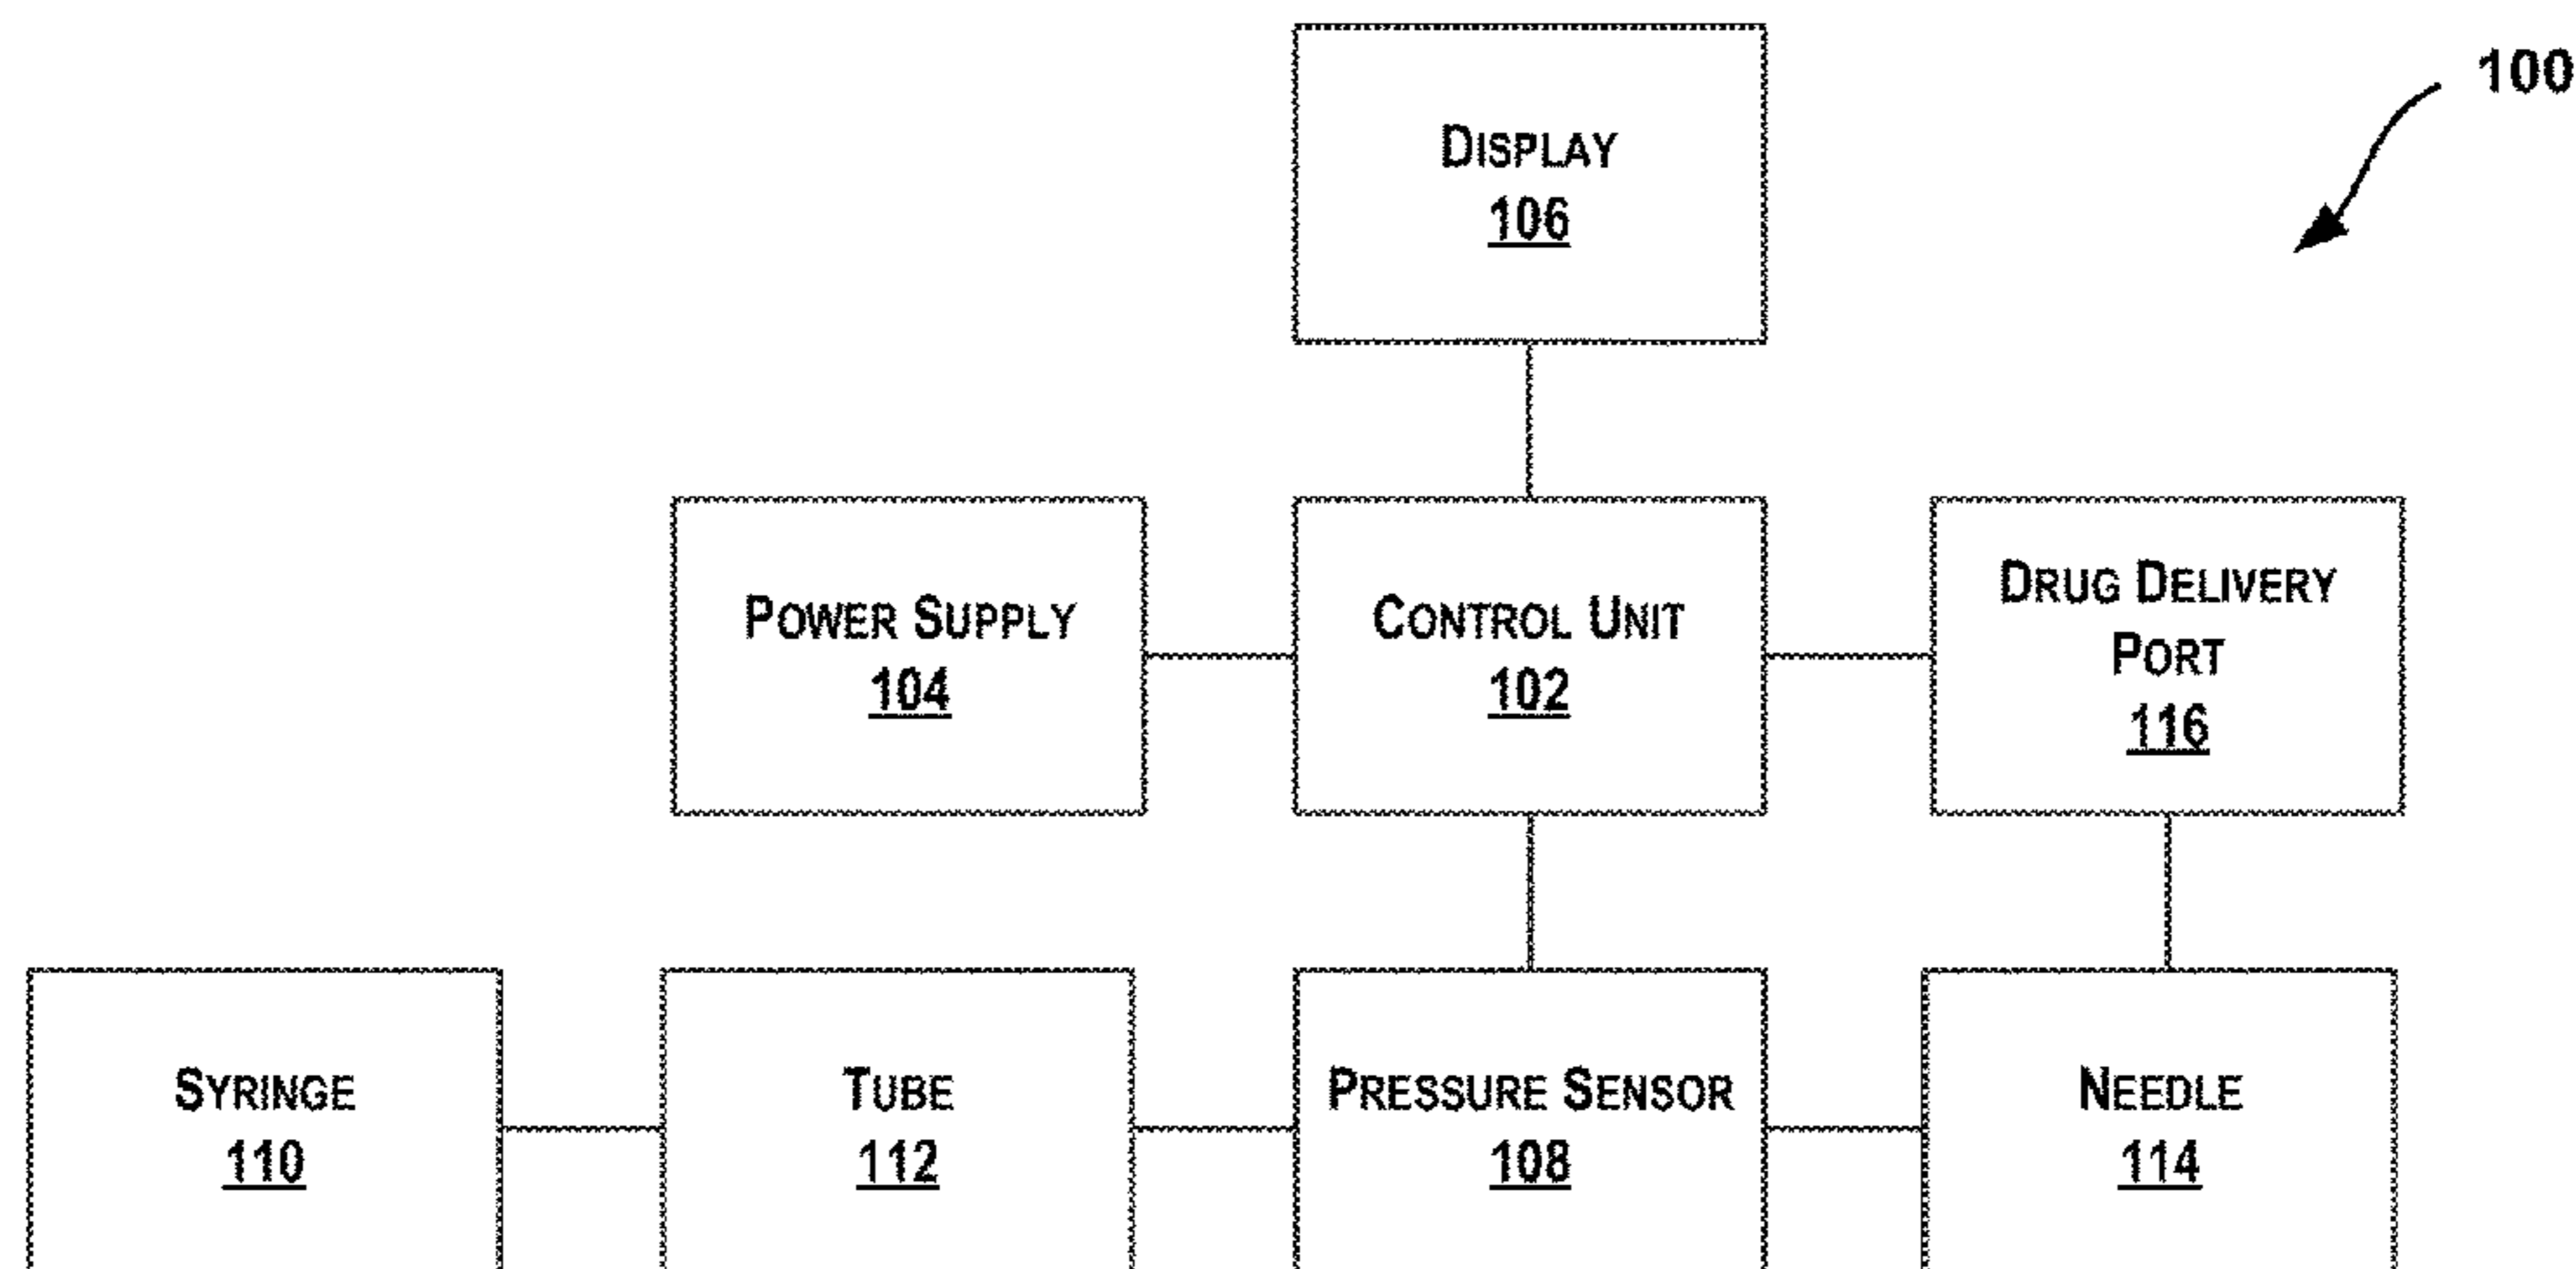 100
DISPLAY
106
POWER SUPPLY
104
CONTROL UNIT
102
DRUG DELIVERY
PORT
116
SYRINGE
110
TUBE
112
PRESSURE SENSOR
108
NEEDLE
114